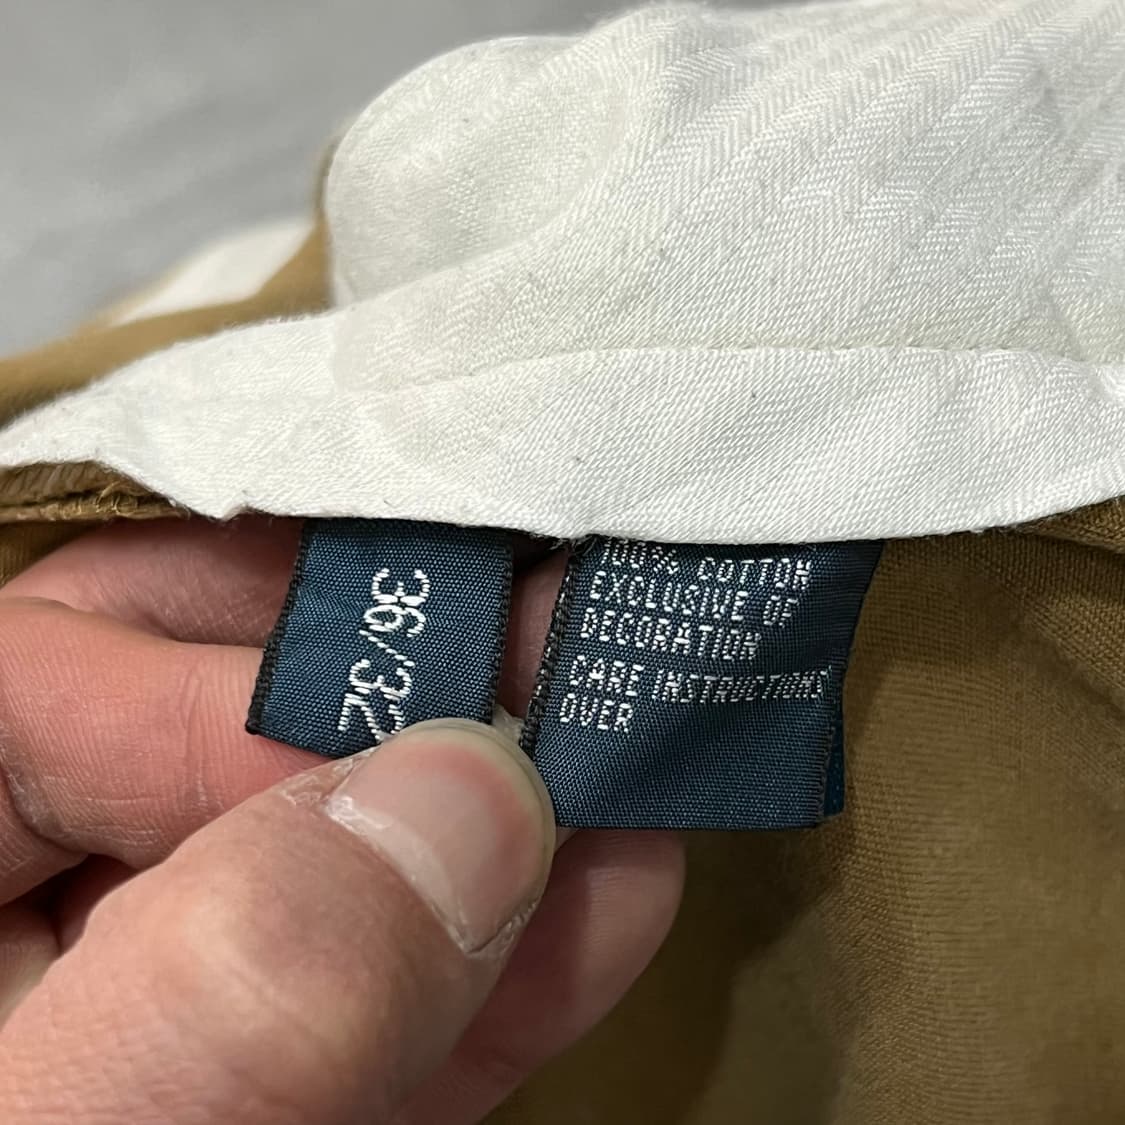 36/32
100% COTTON
EXCLUSIVE OF
DECORATION
CARE INSTRUCTIONS
OVER